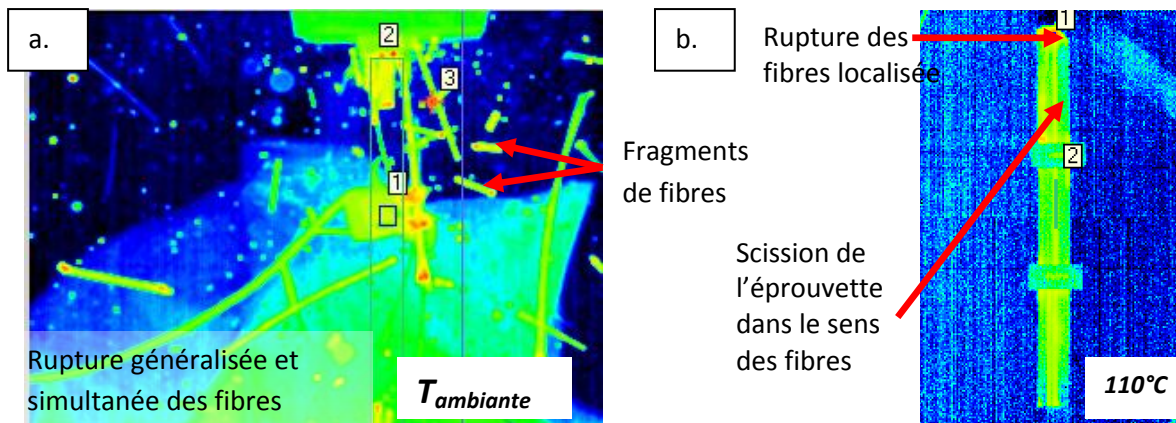 a.
2
3
1
Fragments
de fibres
Rupture généralisée et
simultanée des fibres
T ambiante
b.
Rupture des
fibres localisée
1
2
Scission de
l’éprouvette
dans le sens
des fibres
110°C